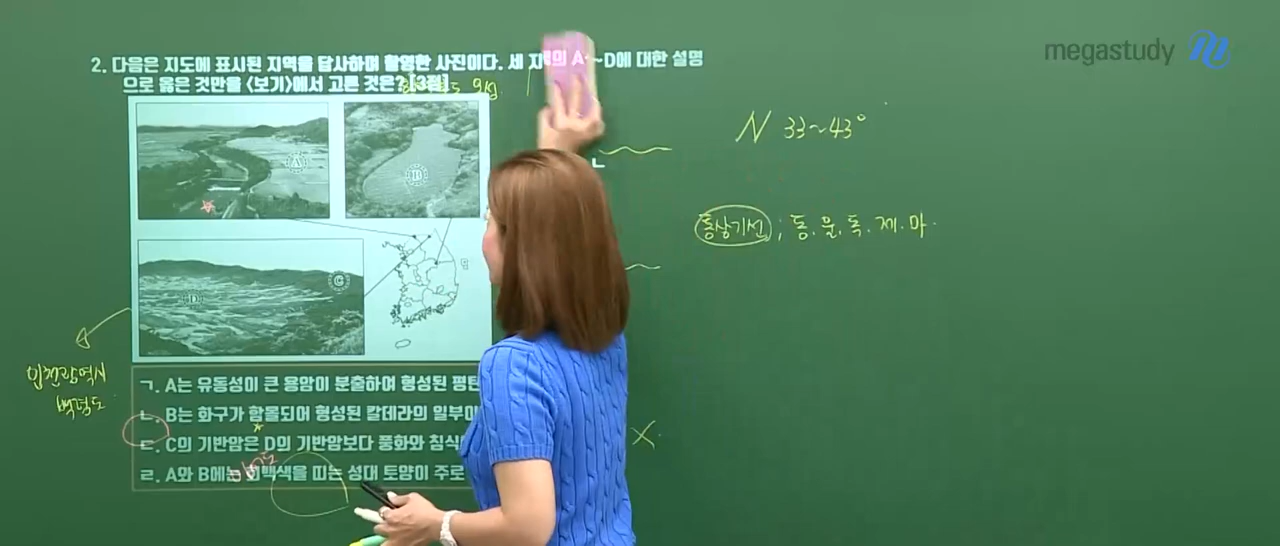 megastudy
2. 다음은 지도에 표시된 지역을 답사하며 촬영한 사진이다. 세 지역의 A~D에 대한 설명
으로 옳은 것만을 <보기>에서 고른 것은? [3점]
A
B
C
D
ㄱ. A는 유동성이 큰 용암이 분출하여 형성된 평탄
ㄴ. B는 화구가 함몰되어 형성된 칼데라의 일부이
ㄷ. C의 기반암은 D의 기반암보다 풍화와 침식
ㄹ. A와 B에는 회백색을 띠는 성대 토양이 주로
인천광역시
백령도
N 33~43°
통상기선 ; 동. 울. 독. 제. 마.
ㄴ
X